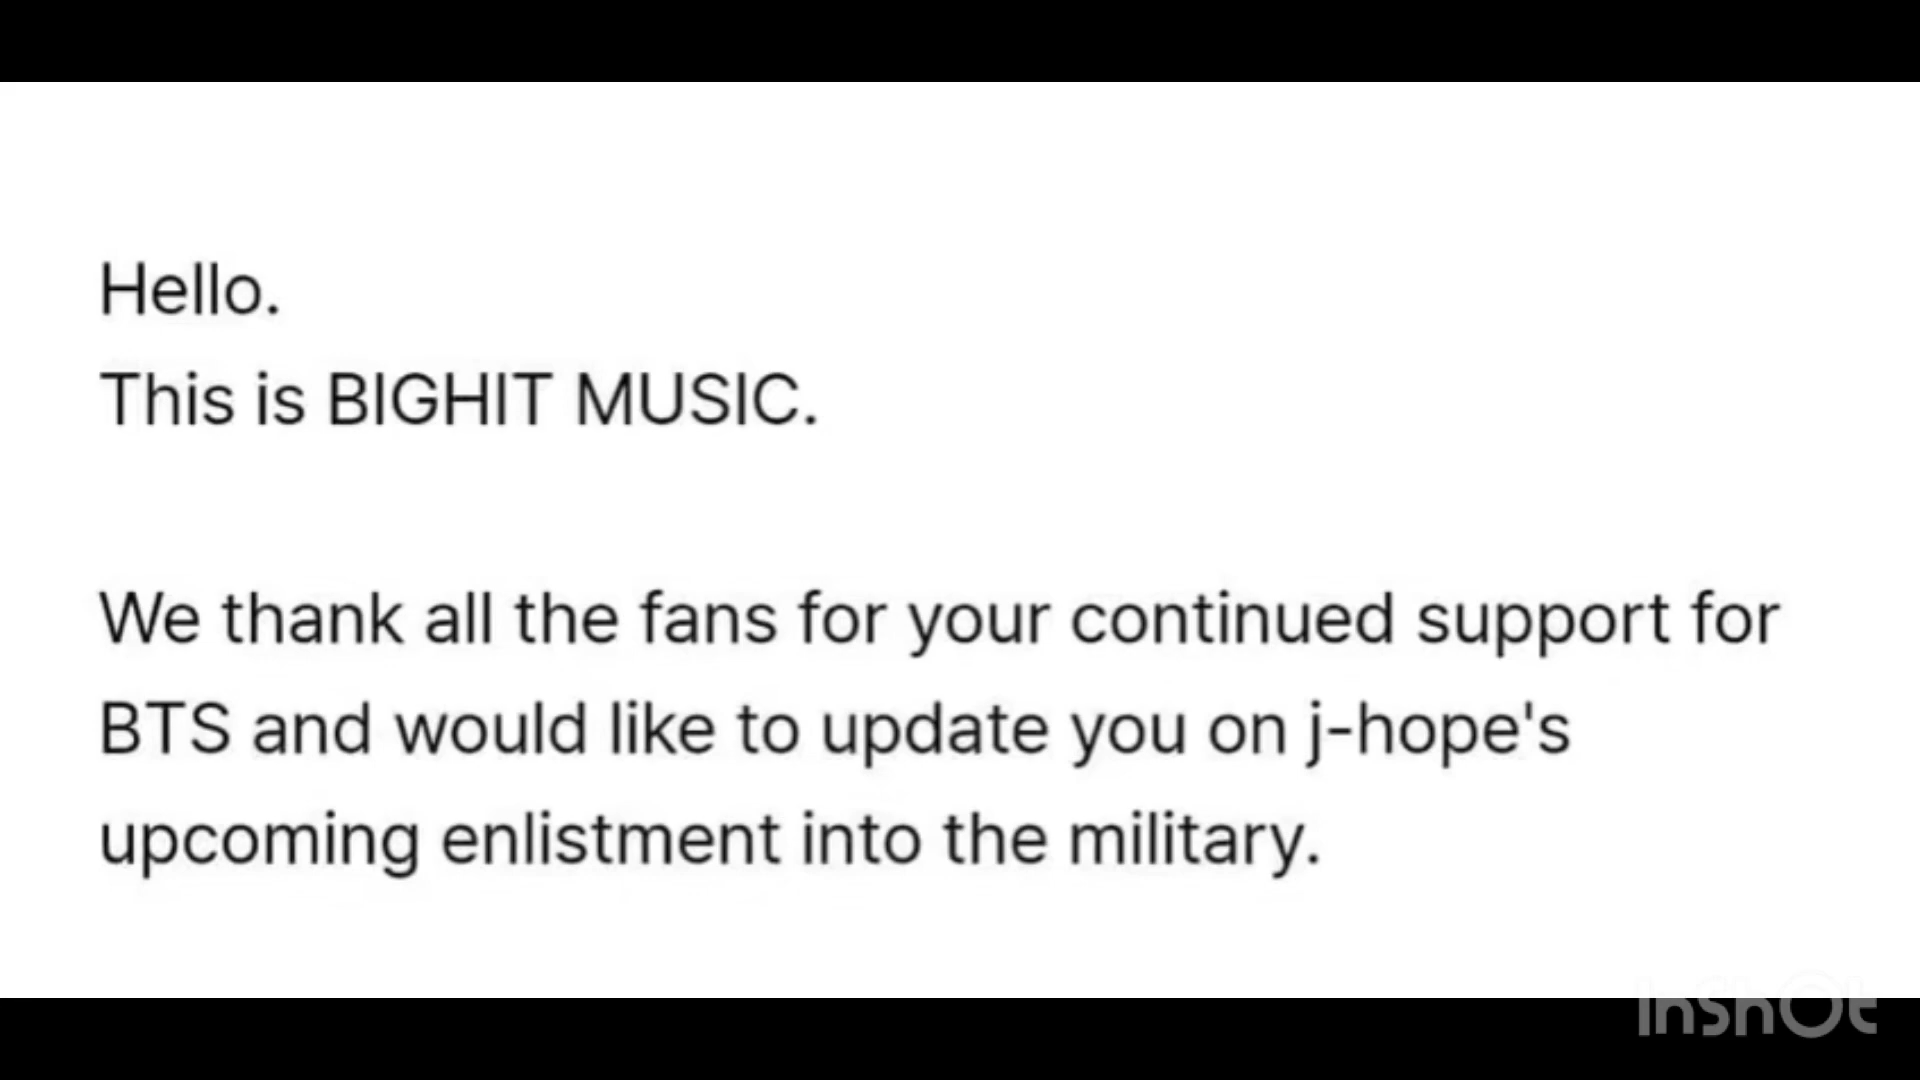 Hello.
This is BIGHIT MUSIC.
We thank all the fans for your continued support for
BTS and would like to update you on j-hope's
upcoming enlistment into the military.
InShOt